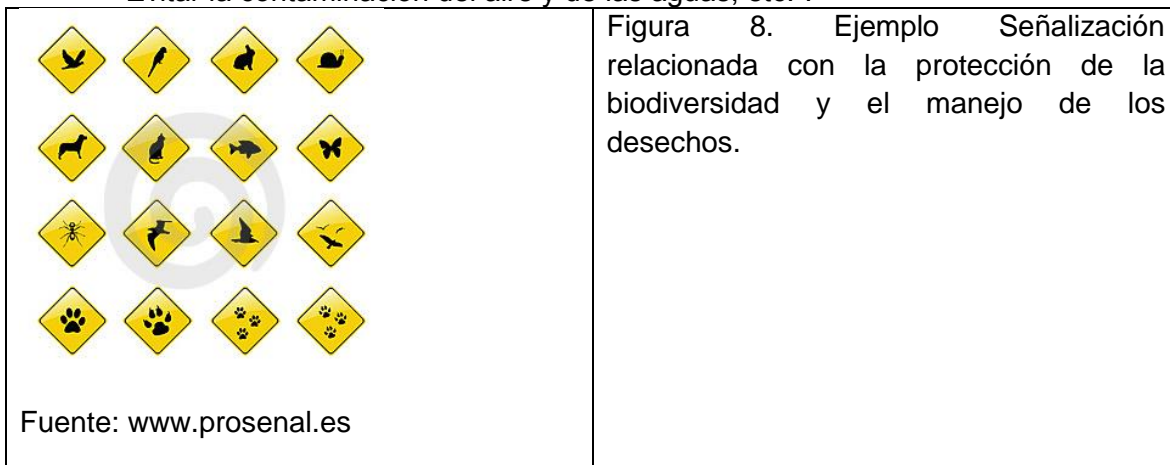 Evitar la contaminación del aire y de las aguas, etc. .
Figura 8. Ejemplo Señalización
relacionada con la protección de la
biodiversidad y el manejo de los
desechos.
Fuente: www.prosenal.es